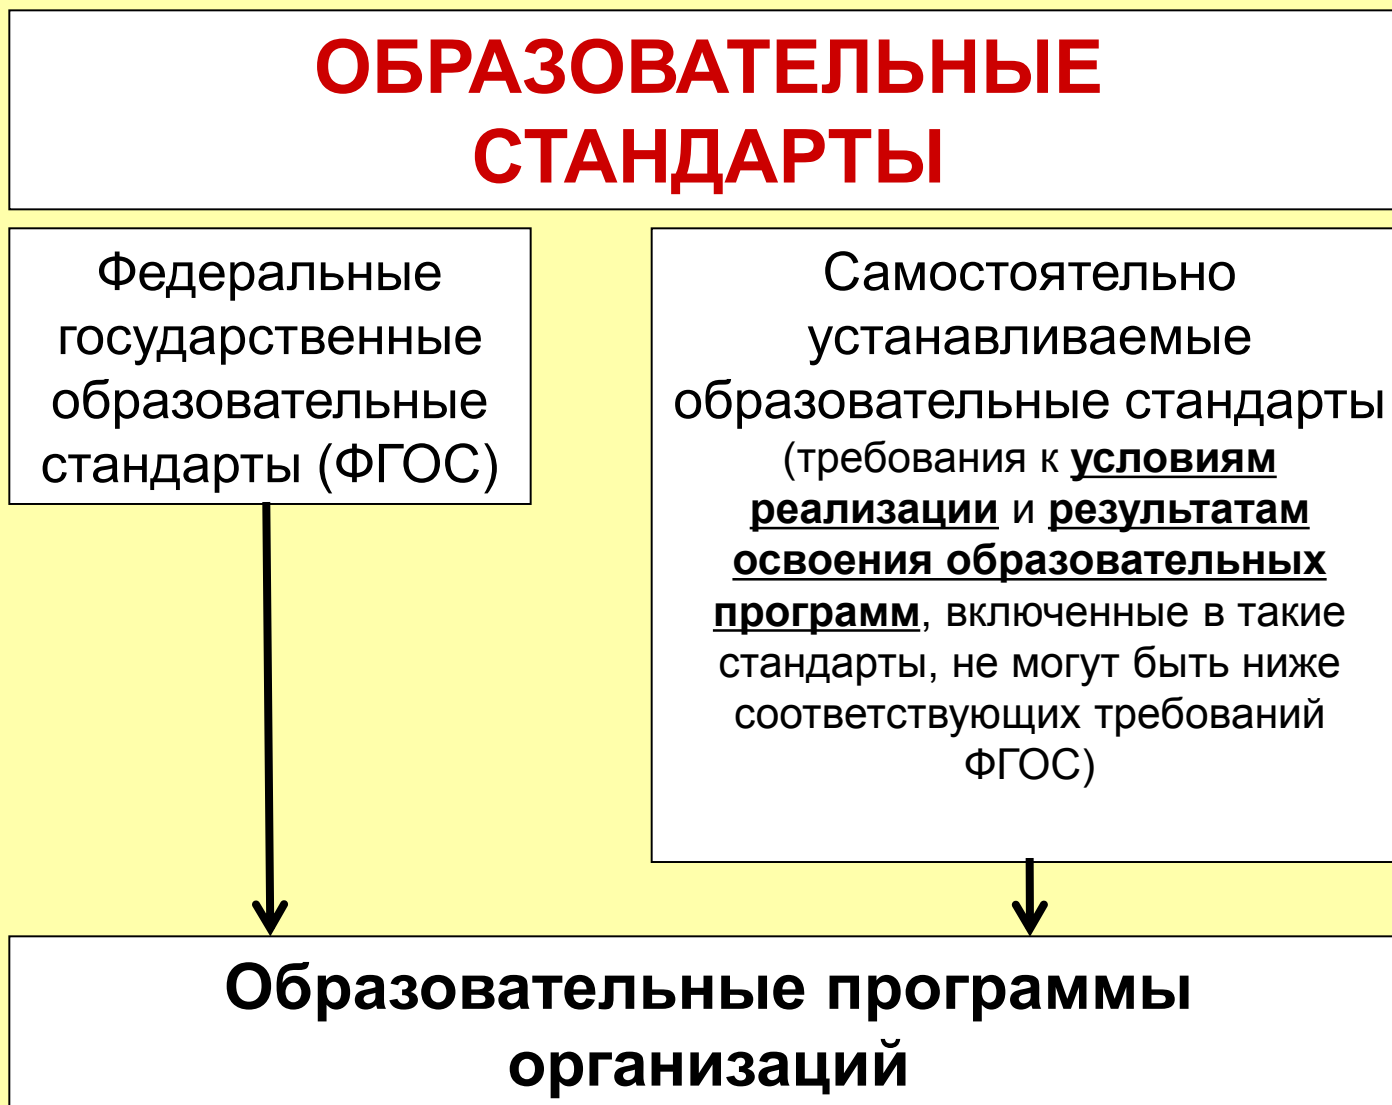 ОБРАЗОВАТЕЛЬНЫЕ
СТАНДАРТЫ
Федеральные
государственные
образовательные
стандарты (ФГОС)
Самостоятельно
устанавливаемые
образовательные стандарты
(требования к условиям
реализации и результатам
освоения образовательных
программ, включенные в такие
стандарты, не могут быть ниже
соответствующих требований
ФГОС)
Образовательные программы
организаций